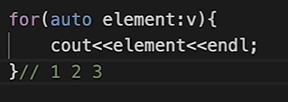 for(auto element:v){
    cout<<element<<endl;
}// 1 2 3